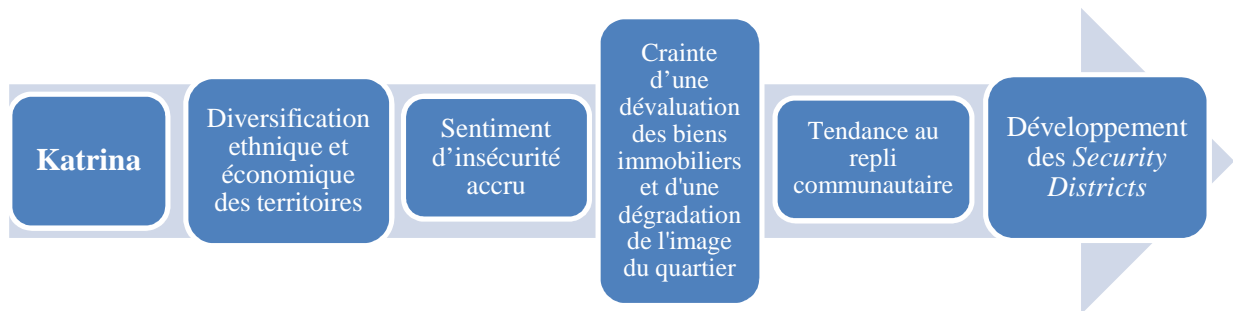 Katrina
Diversification
ethnique et
économique
des territoires
Sentiment
d’insécurité
accru
Crainte
d’une
dévaluation
des biens
immobiliers
et d'une
dégradation
de l'image
du quartier
Tendance au
repli
communautaire
Développement
des Security
Districts